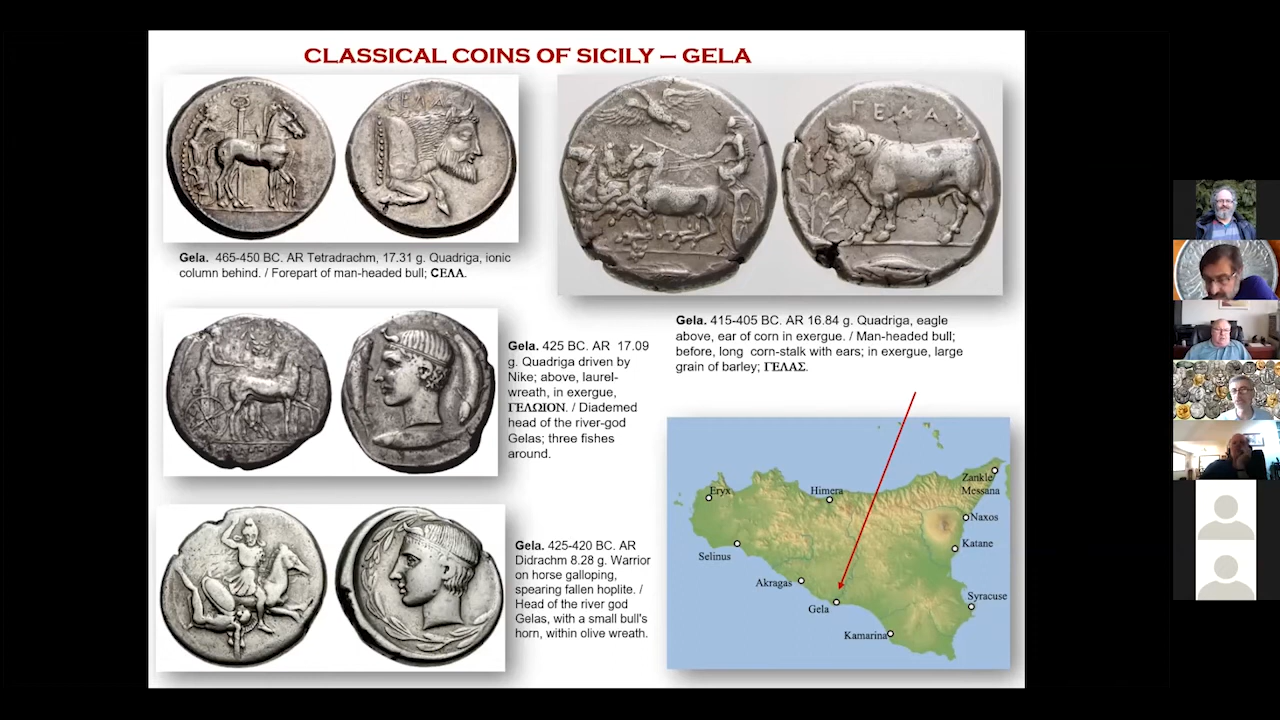 CLASSICAL COINS OF SICILY – GELA
ΓΕΛΑΣ
Gela. 465-450 BC. AR Tetradrachm, 17.31 g. Quadriga, ionic
column behind. / Forepart of man-headed bull; CΕΛΑ.
Gela. 415-405 BC. AR 16.84 g. Quadriga, eagle
above, ear of corn in exergue. / Man-headed bull;
before, long corn-stalk with ears; in exergue, large
grain of barley; ΓΕΛΑΣ.
Gela. 425 BC. AR 17.09
g. Quadriga driven by
Nike; above, laurel-
wreath, in exergue,
ΓΕΛΩΙΟΝ. / Diademed
head of the river-god
Gelas; three fishes
around.
Gela. 425-420 BC. AR
Didrachm 8.28 g. Warrior
on horse galloping,
spearing fallen hoplite. /
Head of the river god
Gelas, with a small bull's
horn, within olive wreath.
Eryx
Himera
Zankle
Messana
Naxos
Katane
Selinus
Akragas
Gela
Syracuse
Kamarina